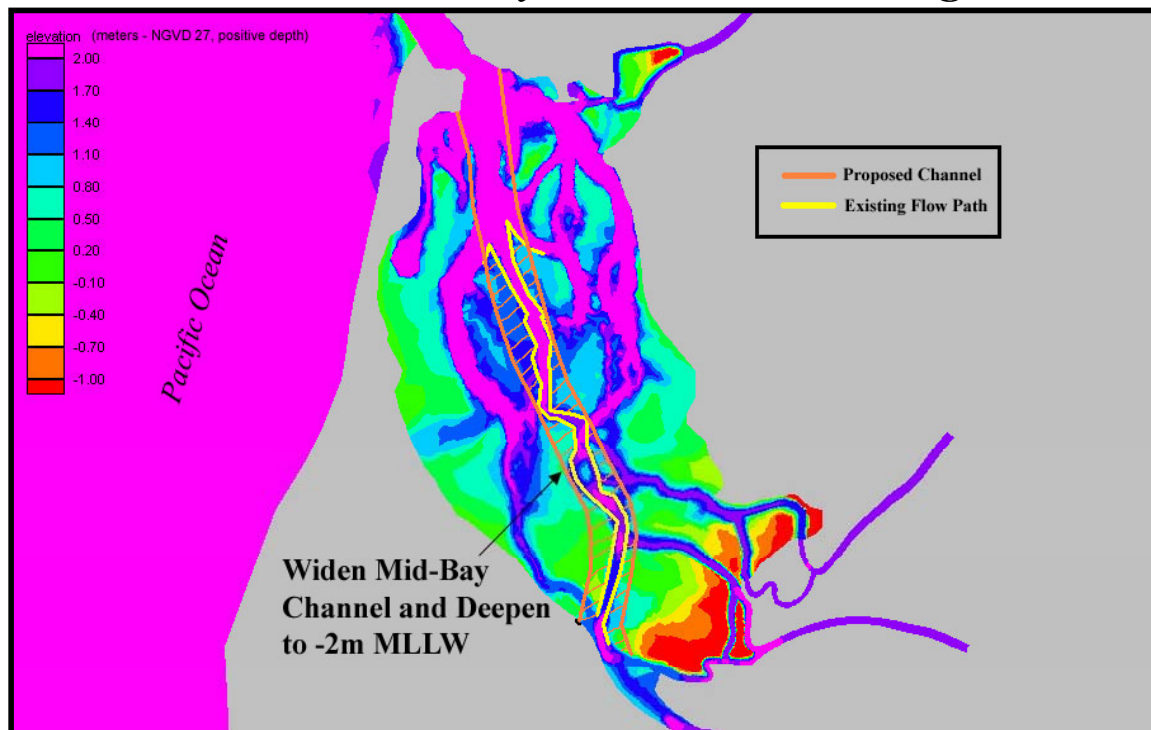 elevation (meters - NGVD 27, positive depth)
2.00
1.70
1.40
1.10
0.80
0.50
0.20
-0.10
-0.40
-0.70
-1.00
Pacific Ocean
Proposed Channel
Existing Flow Path
Widen Mid-Bay
Channel and Deepen
to -2m MLLW